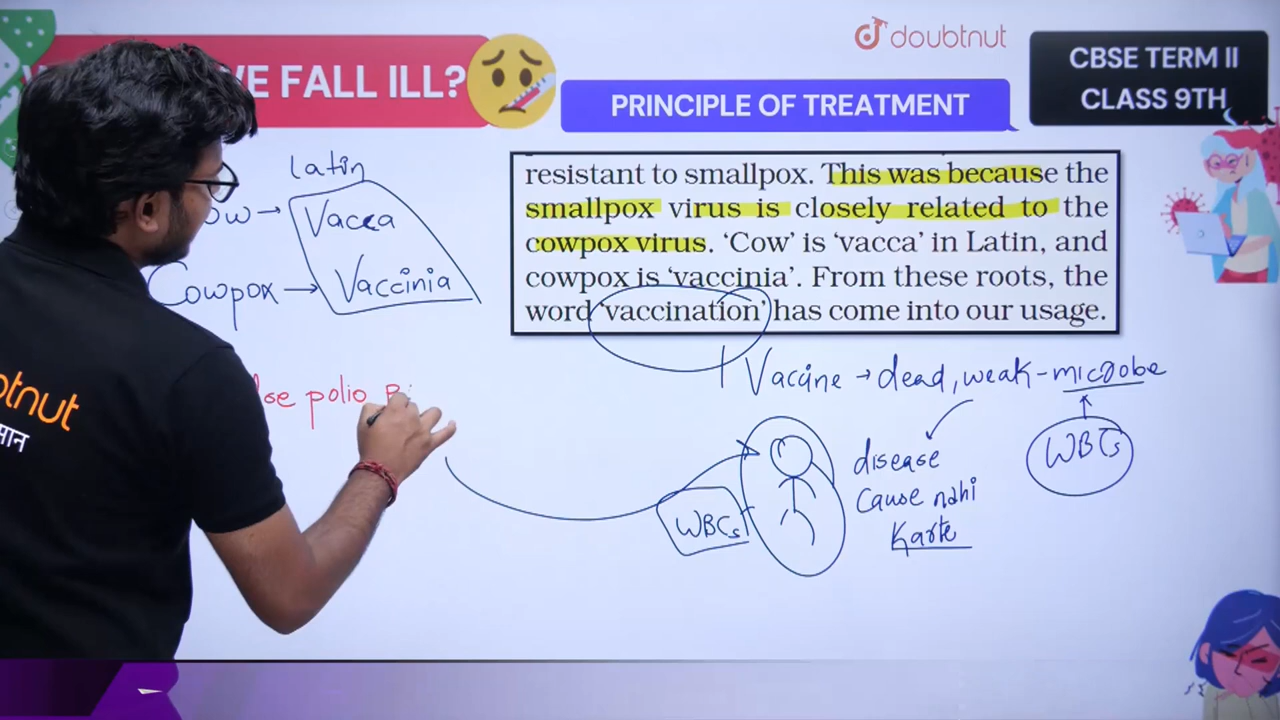 doubtnut
CBSE TERM II
CLASS 9TH
WE FALL ILL?
PRINCIPLE OF TREATMENT
resistant to smallpox. This was because the
smallpox virus is closely related to the
cowpox virus. ‘Cow’ is ‘vacca’ in Latin, and
cowpox is ‘vaccinia’. From these roots, the
word ‘vaccination’ has come into our usage.
Latin
→ Vacca
Cowpox → Vaccinia
polio
Vaccine → dead, weak - microbe
disease
cause nahi
karte
WBCs
WBCs